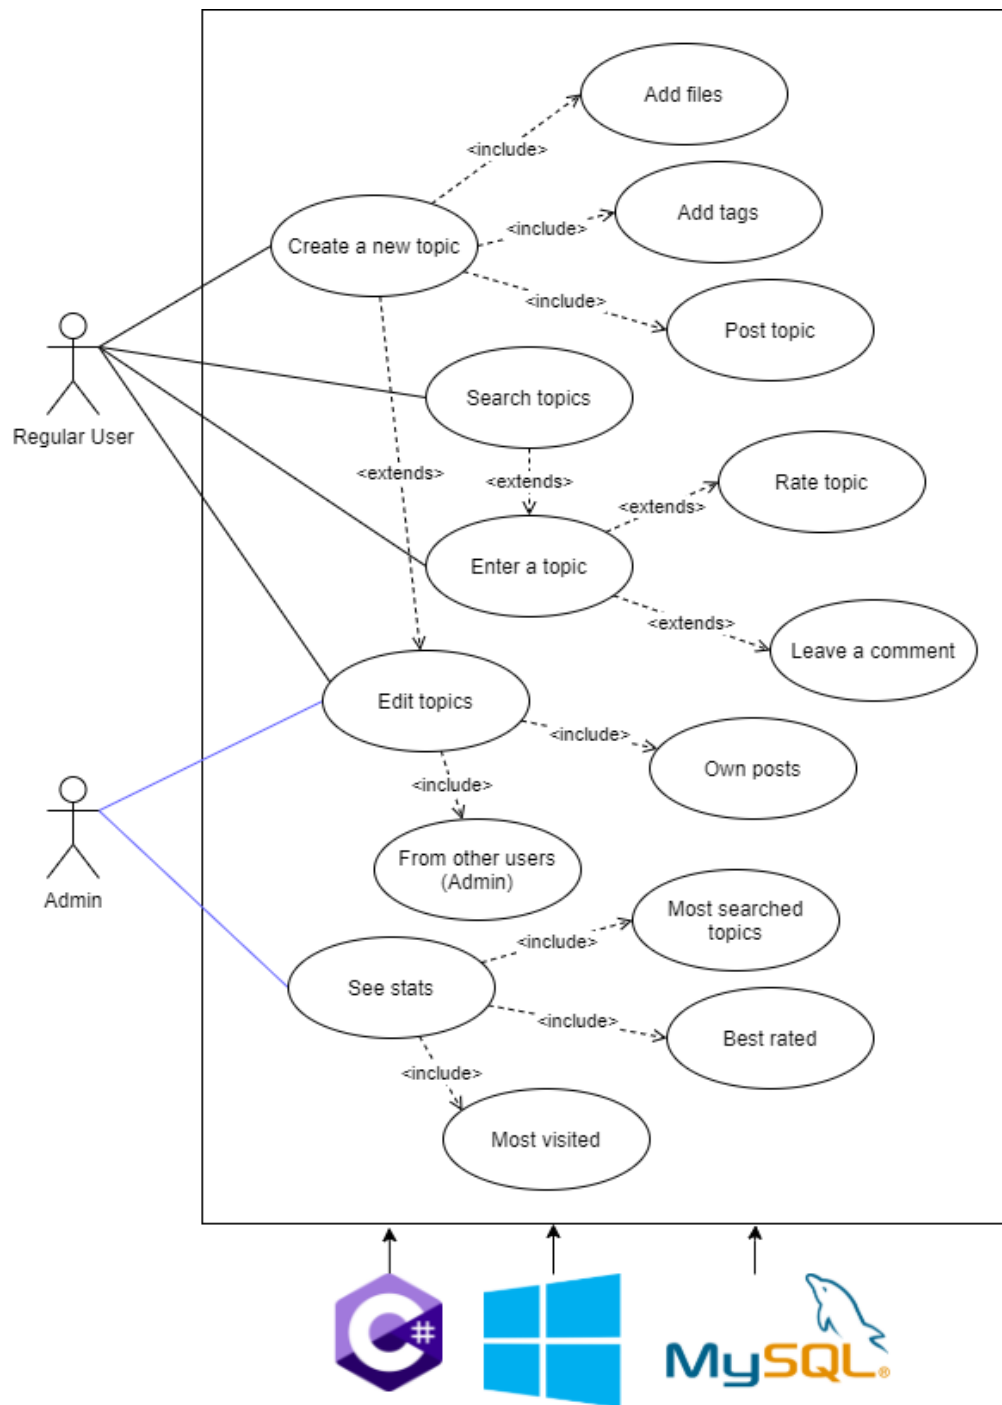 Add files
<include>
Add tags
<include>
Create a new topic
<include>
Post topic
Regular User
Search topics
<extends>
<extends>
Rate topic
<extends>
Enter a topic
<extends>
Leave a comment
Edit topics
<include>
Own posts
<include>
Admin
From other users
(Admin)
Most searched
topics
<include>
See stats
<include>
Best rated
<include>
Most visited
C#
MySQL®